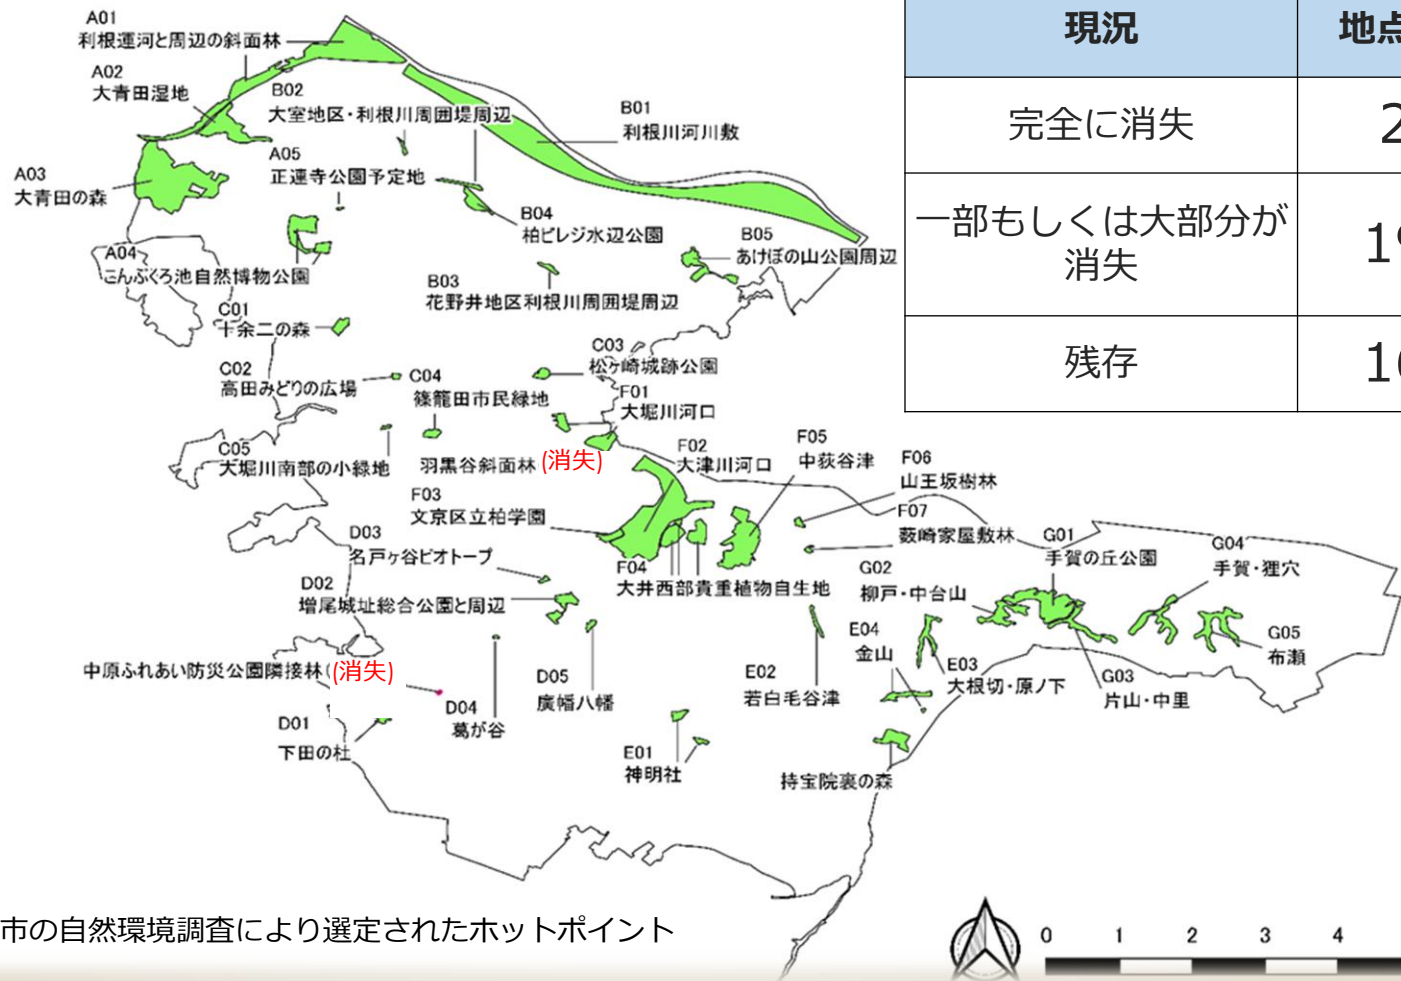 A01
利根運河と周辺の斜面林
A02
大青田湿地
B02
大室地区・利根川周囲堤周辺
B01
利根川河川敷
A03
大青田の森
A05
正連寺公園予定地
B04
柏ビレジ水辺公園
B05
あけぼの山公園周辺
A04
こんぶくろ池自然博物公園
B03
花野井地区利根川周囲堤周辺
C01
十余二の森
C02
高田みどりの広場
C03
松ヶ崎城跡公園
C04
篠籠田市民緑地
F01
大堀川河口
C05
大堀川南部の小緑地
羽黒谷斜面林 (消失)
F02
大津川河口
F05
中萩谷津
F06
山王坂樹林
F03
文京区立柏学園
F07
薮崎家屋敷林
D03
名戸ヶ谷ビオトープ
F04
大井西部貴重植物自生地
G01
手賀の丘公園
G04
手賀・狸穴
D02
増尾城址総合公園と周辺
G02
柳戸・中台山
E04
金山
G05
布瀬
中原ふれあい防災公園隣接林 (消失)
D05
廣幡八幡
E02
若白毛谷津
E03
大根切・原ノ下
G03
片山・中里
D01
下田の杜
D04
葛が谷
E01
神明社
持宝院裏の森
市の自然環境調査により選定されたホットポイント
0 1 2 3 4
現況 地点
完全に消失 2
一部もしくは大部分が
消失
残存